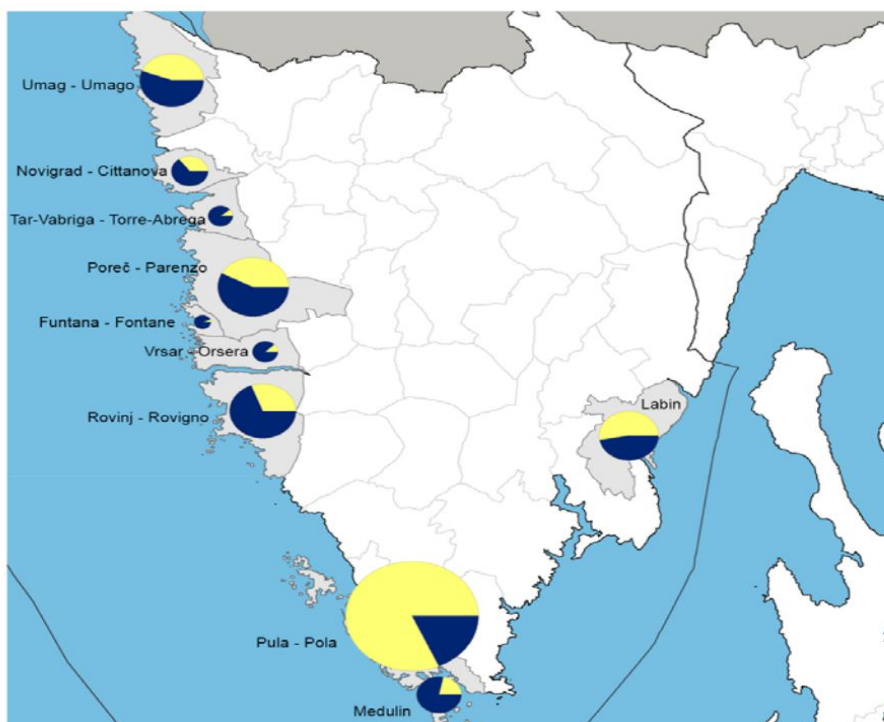 Umag - Umago
Novigrad - Cittanova
Tar-Vabriga - Torre-Abrega
Poreč - Parenzo
Funtana - Fontane
Vrsar - Orsera
Rovinj - Rovigno
Labin
Pula - Pola
Medulin